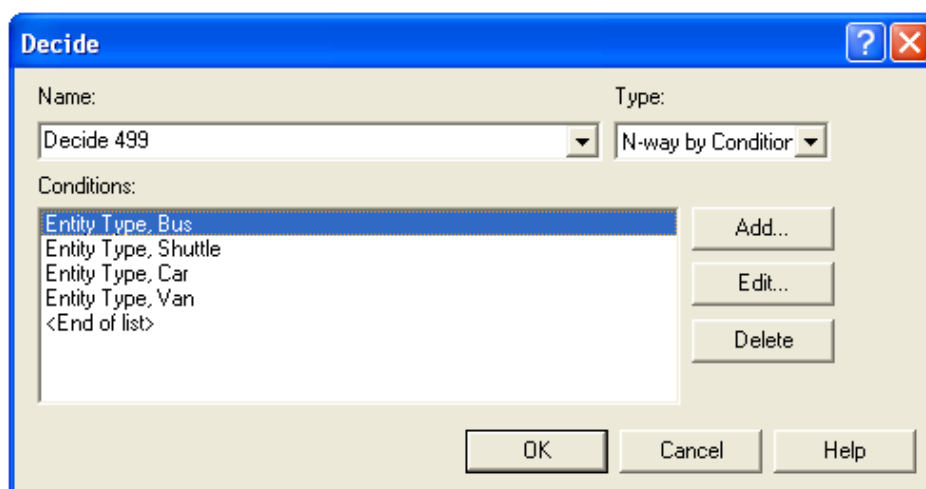 Decide
Name: Type:
Decide 499 N-way by Condition
Conditions:
Entity Type, Bus
Entity Type, Shuttle
Entity Type, Car
Entity Type, Van
<End of list>
Add...
Edit...
Delete
OK Cancel Help